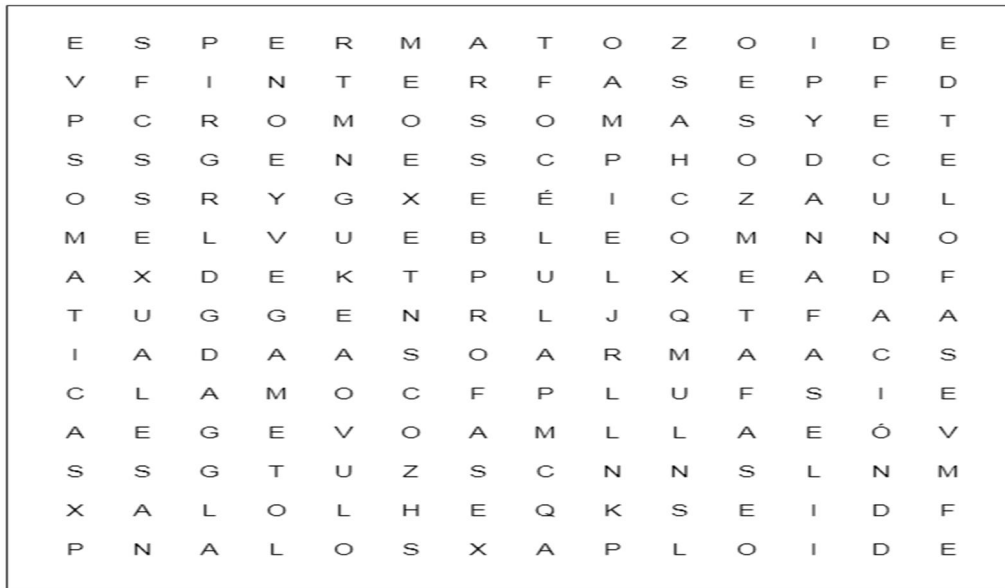 E S P E R M A T O Z O I D E
V F I N T E R F A S E P F D
P C R O M O S O M A S Y E T
S S G E N E S C P H O D C E
O S R Y G X E É I C Z A U L
M E L V U E B L E O M N N O
A X D E K T P U L X E A D F
T U G G E N R L J Q T F A A
I A D A A S O A R M A A C S
C L A M O C F P L U F S I E
A E G E V O A M L L A E Ó V
S S G T U Z S C N N S L N M
X A L O L H E Q K S E I D F
P N A L O S X A P L O I D E